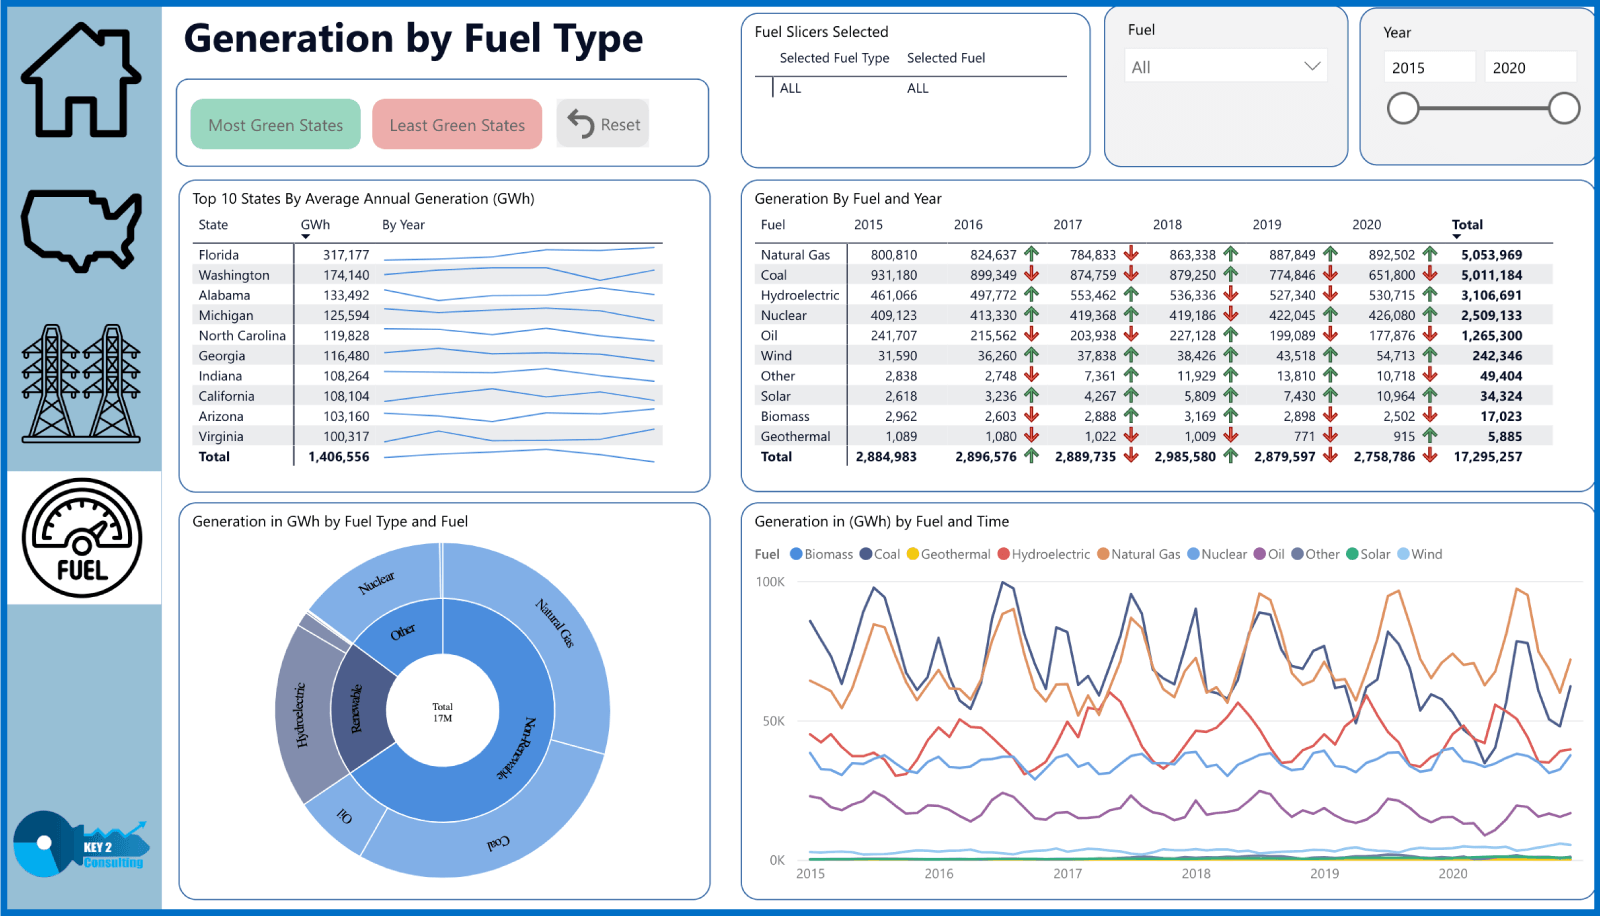 Generation by Fuel Type
Most Green States
Least Green States
Reset
Fuel Slicers Selected
Selected Fuel Type Selected Fuel
ALL ALL
Fuel
All
Year
2015 2020
Top 10 States By Average Annual Generation (GWh)
State GWh By Year
Florida 317,177
Washington 174,140
Alabama 133,492
Michigan 125,594
North Carolina 119,828
Georgia 116,480
Indiana 108,264
California 108,104
Arizona 103,160
Virginia 100,317
Total 1,406,556
Generation By Fuel and Year
Fuel 2015 2016 2017 2018 2019 2020 Total
Natural Gas 800,810 824,637 784,833 863,338 887,849 892,502 5,053,969
Coal 931,180 899,349 874,759 879,250 774,846 651,800 5,011,184
Hydroelectric 461,066 497,772 553,462 536,336 527,340 530,715 3,106,691
Nuclear 409,123 413,330 419,368 419,186 422,045 426,080 2,509,133
Oil 241,707 215,562 203,938 227,128 199,089 177,876 1,265,300
Wind 31,590 36,260 37,838 38,426 43,518 54,713 242,346
Other 2,838 2,748 7,361 11,929 13,810 10,718 49,404
Solar 2,618 3,236 4,267 5,809 7,430 10,964 34,324
Biomass 2,962 2,603 2,888 3,169 2,898 2,502 17,023
Geothermal 1,089 1,080 1,022 1,009 771 915 5,885
Total 2,884,983 2,896,576 2,889,735 2,985,580 2,879,597 2,758,786 17,295,257
FUEL
KEY 2
Consulting
Generation in GWh by Fuel Type and Fuel
Nuclear
Natural Gas
Other
Hydroelectric
Renewable
Total
17M
Non-Renewable
Oil
Coal
Generation in (GWh) by Fuel and Time
Fuel Biomass Coal Geothermal Hydroelectric Natural Gas Nuclear Oil Other Solar Wind
100K
50K
0K
2015 2016 2017 2018 2019 2020